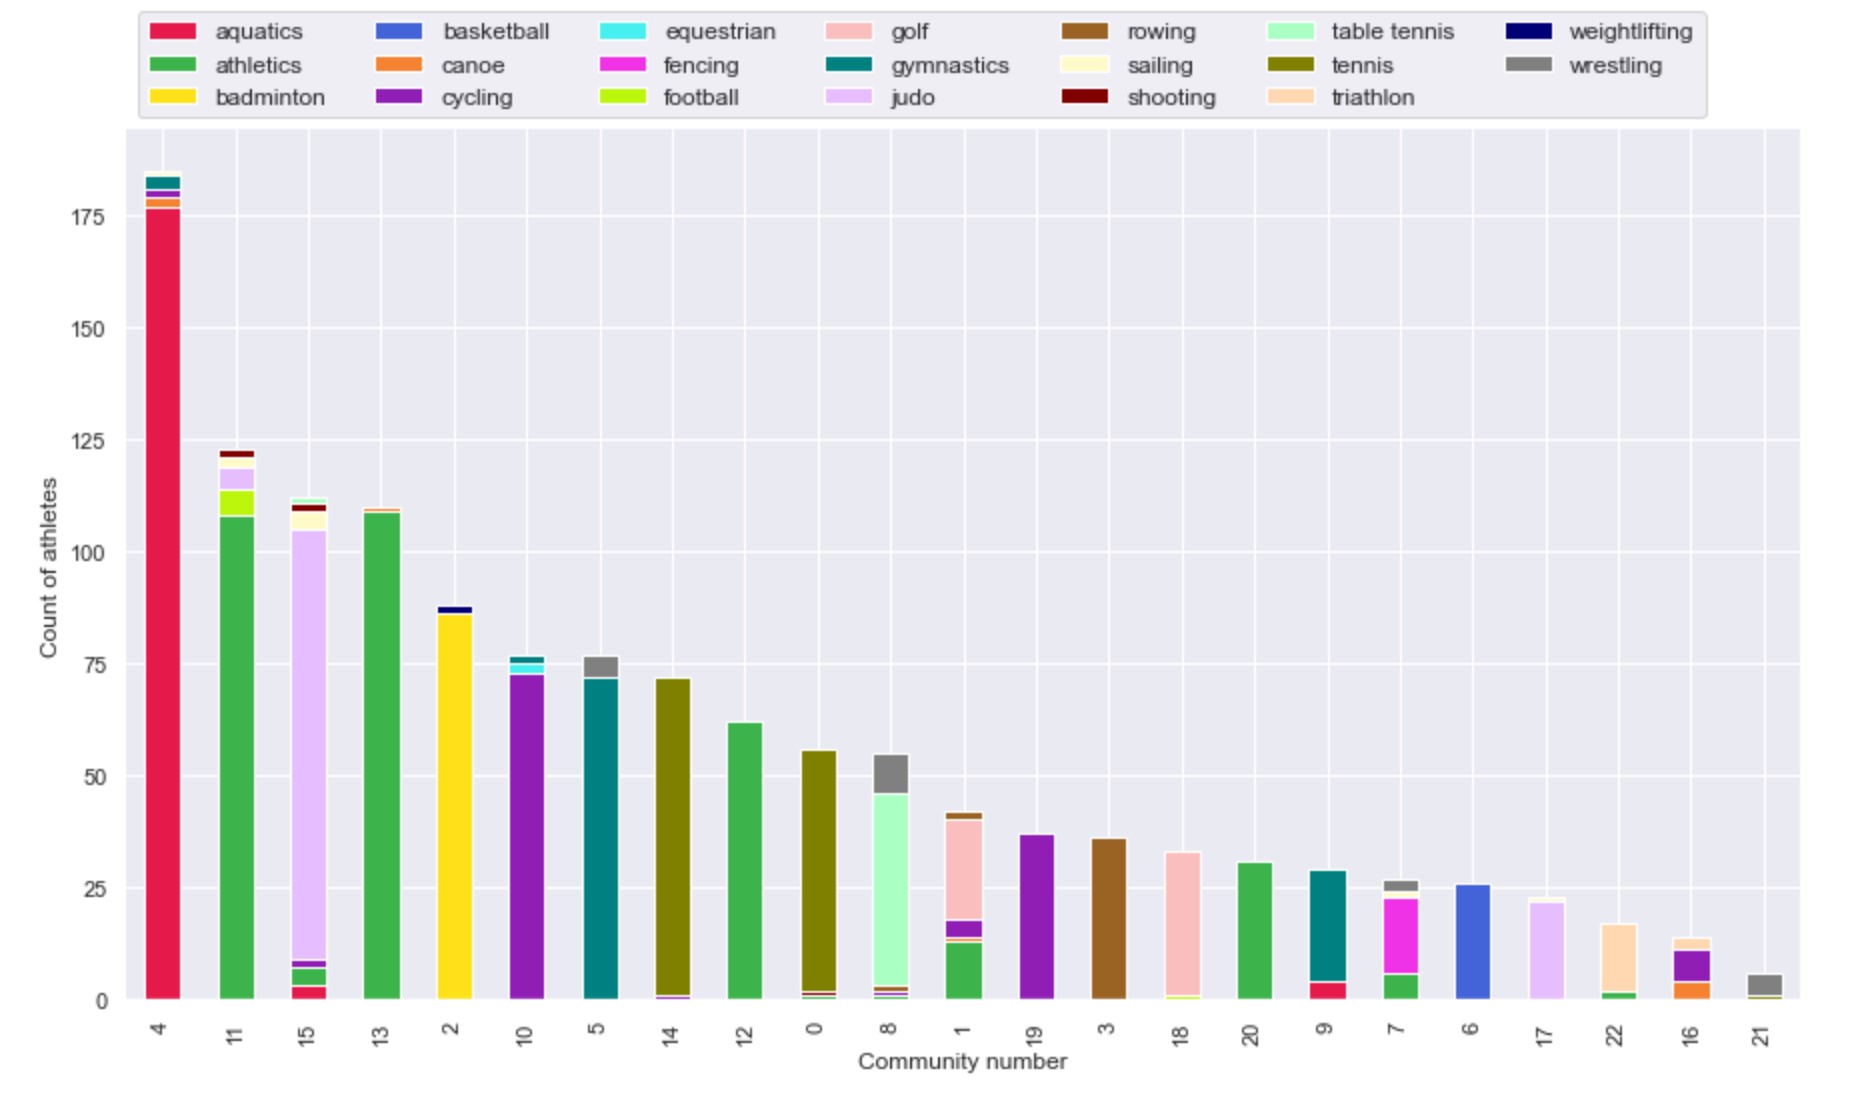 aquatics basketball equestrian golf rowing table tennis weightlifting
athletics canoe fencing gymnastics sailing tennis wrestling
badminton cycling football judo shooting triathlon
175
150
125
100
75
50
25
0
Count of athletes
4 11 15 13 2 10 5 14 12 0 8 1 19 3 18 20 9 7 6 17 22 16 21
Community number